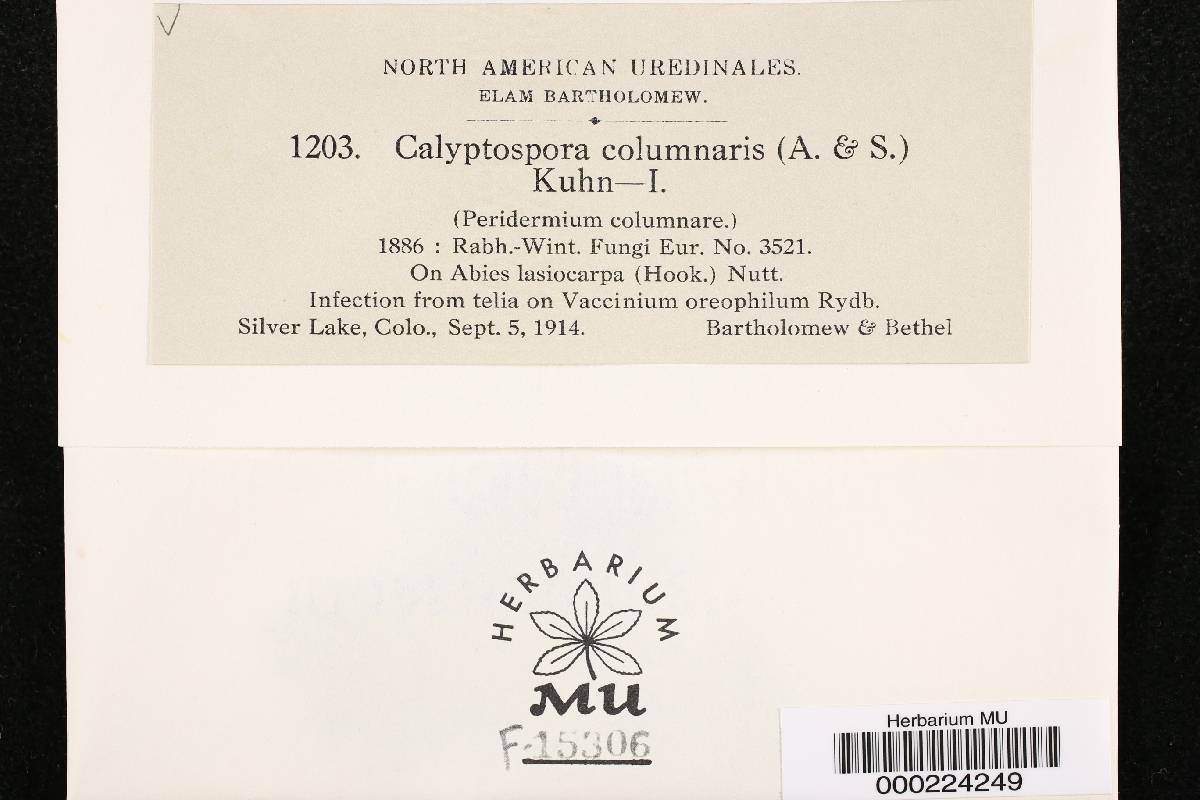 NORTH AMERICAN UREDINALES.
ELAM BARTHOLOMEW.
1203. Calyptospora columnaris (A. & S.)
Kuhn—I.
(Peridermium columnare.)
1886 : Rabh.-Wint. Fungi Eur. No. 3521.
On Abies lasiocarpa (Hook.) Nutt.
Infection from telia on Vaccinium oreophilum Rydb.
Silver Lake, Colo., Sept. 5, 1914. Bartholomew & Bethel
HERBARIUM
MU
F-15306
Herbarium MU
000224249